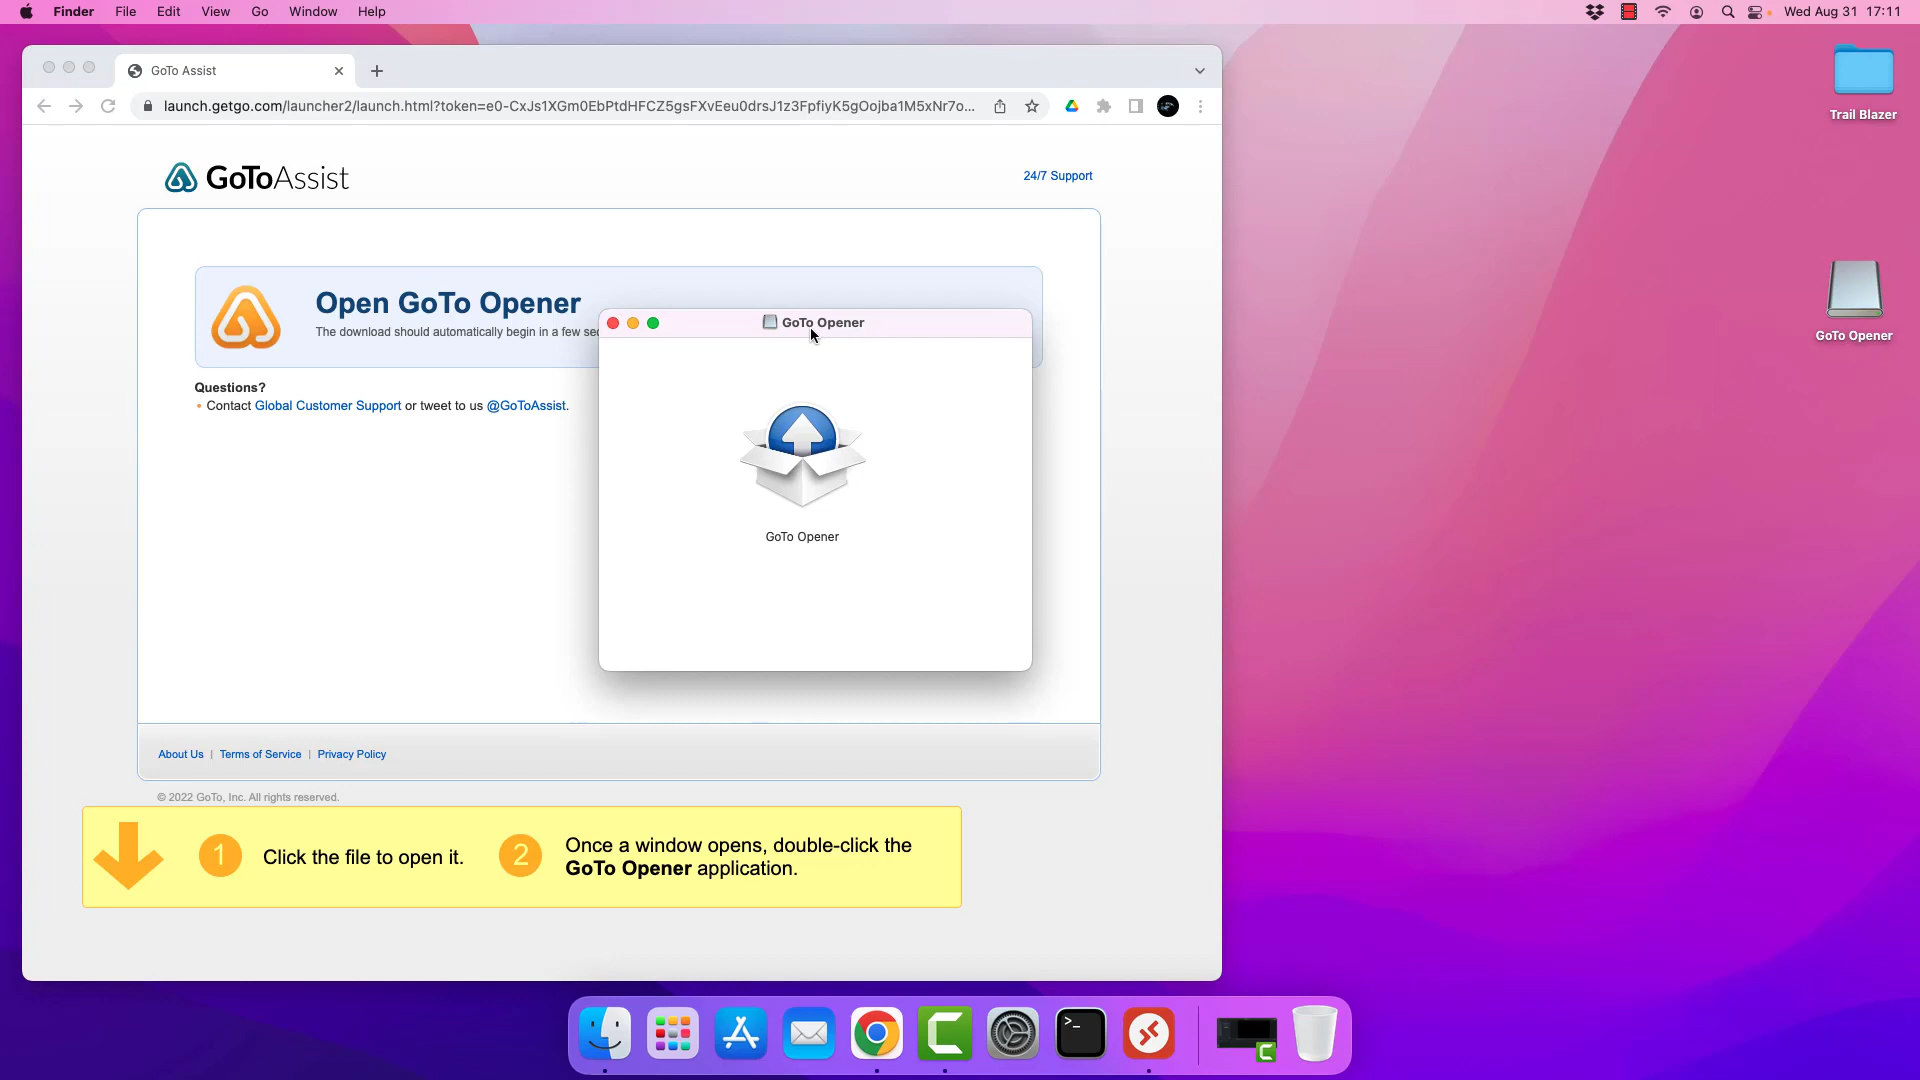 Finder File Edit View Go Window Help
Wed Aug 31 17:11
GoTo Assist
launch.getgo.com/launcher2/launch.html?token=e0-CxJs1XGm0EbPtdHFCZ5gsFXvEeu0drsJ1z3FpfiyK5gOojba1M5xNr7o...
Trail Blazer
GoToAssist
24/7 Support
Open GoTo Opener
The download should automatically begin in a few sec
GoTo Opener
GoTo Opener
Questions?
• Contact Global Customer Support or tweet to us @GoToAssist.
GoTo Opener
About Us | Terms of Service | Privacy Policy
© 2022 GoTo, Inc. All rights reserved.
1 Click the file to open it.
2 Once a window opens, double-click the
GoTo Opener application.
>_